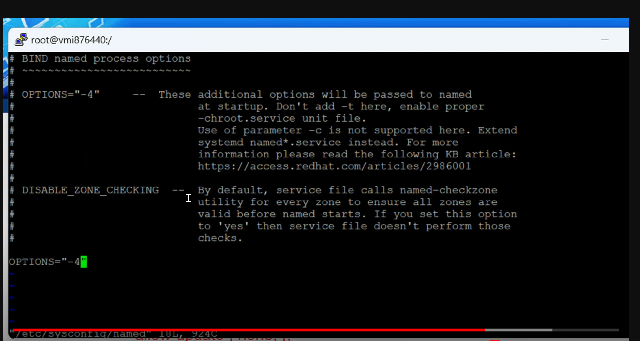 root@vmi876440:/
# BIND named process options
# ~~~~~~~~~~~~~~~~~~~~~~~~~~
#
# OPTIONS="-4" -- These additional options will be passed to named
# at startup. Don't add -t here, enable proper
# -chroot.service unit file.
# Use of parameter -c is not supported here. Extend
# systemd named*.service instead. For more
# information please read the following KB article:
# https://access.redhat.com/articles/2986001
#
# DISABLE_ZONE_CHECKING -- By default, service file calls named-checkzone
# utility for every zone to ensure all zones are
# valid before named starts. If you set this option
# to 'yes' then service file doesn't perform those
# checks.
OPTIONS="-4"
~
~
~
~
"/etc/sysconfig/named" 18L, 924C